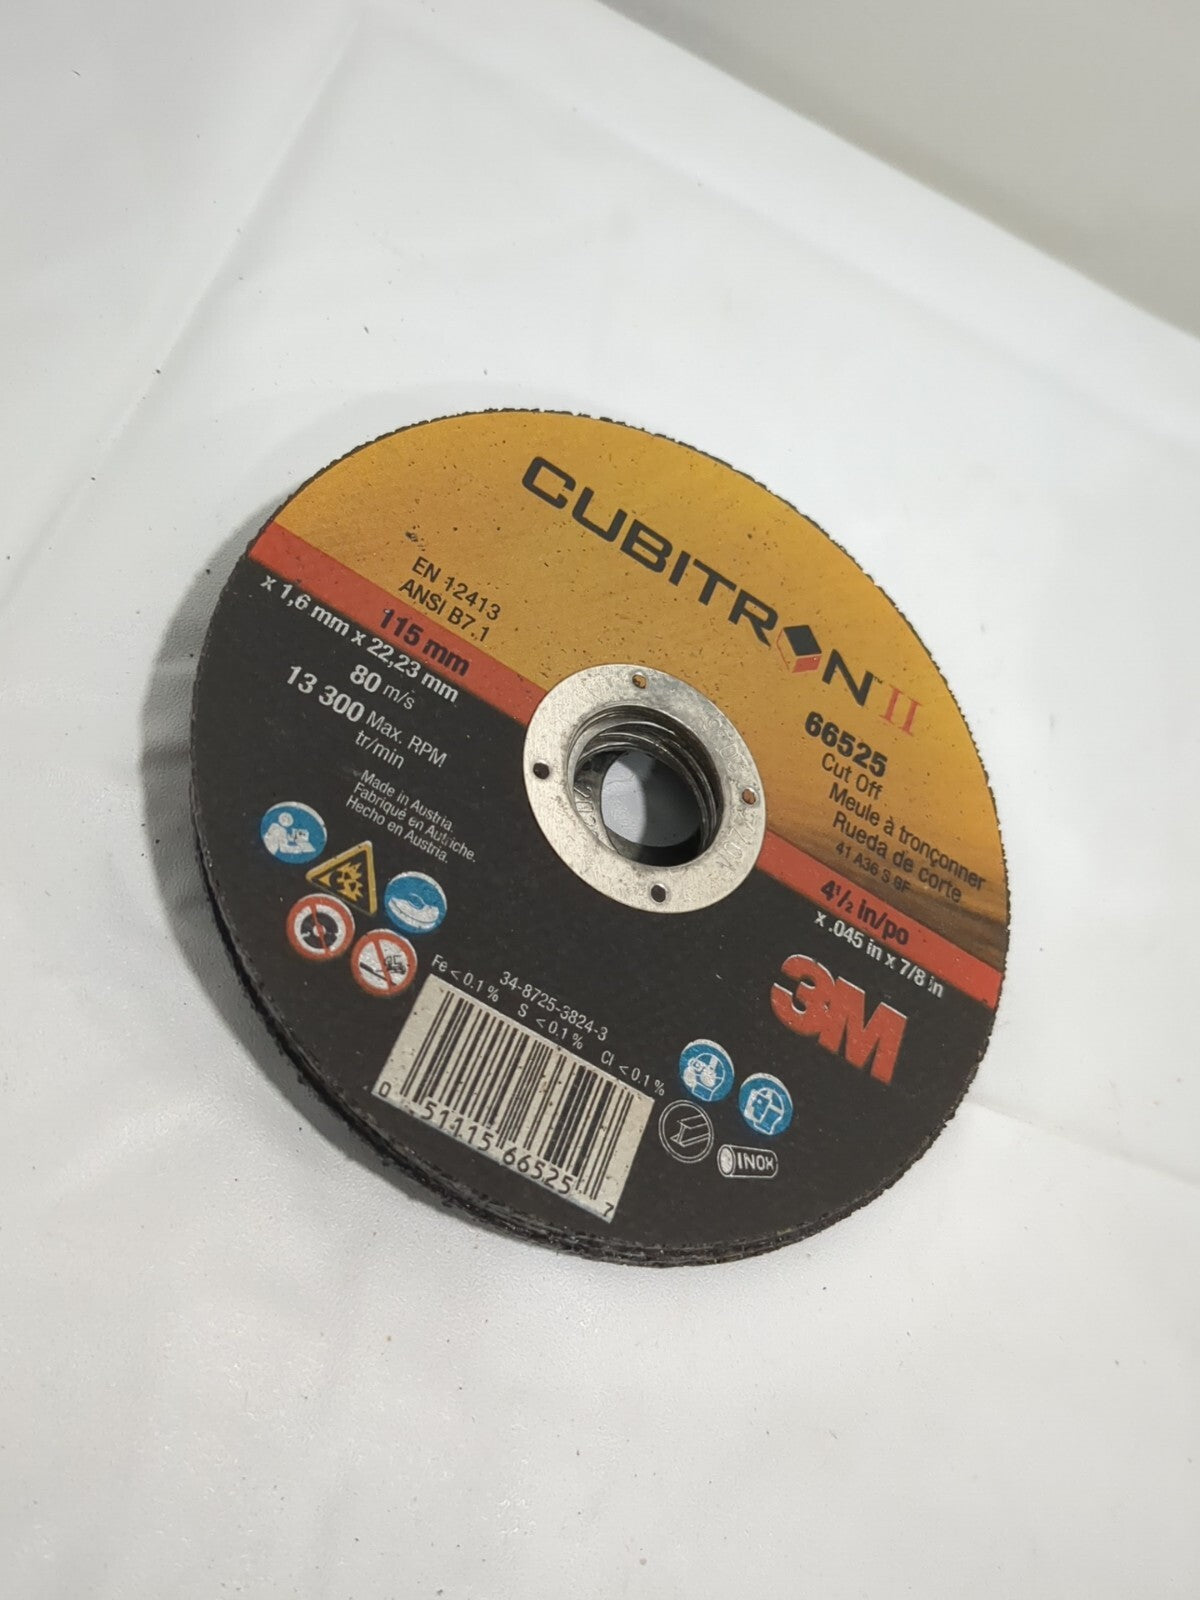 CUBITRON™ II
EN 12413
ANSI B7.1
115 mm
x 1,6 mm x 22,23 mm
80 m/s
13 300 Max. RPM
tr/min
Made in Austria.
Fabriqué en Autriche.
Hecho en Austria.
66525
Cut Off
Meule à tronçonner
Rueda de corte
41 A36 S BF
4½ in/po
x .045 in x 7/8 in
3M
34-8725-3824-3
Fe < 0.1 % S < 0.1 % Cl < 0.1 %
0 51115 66525 7
INOX